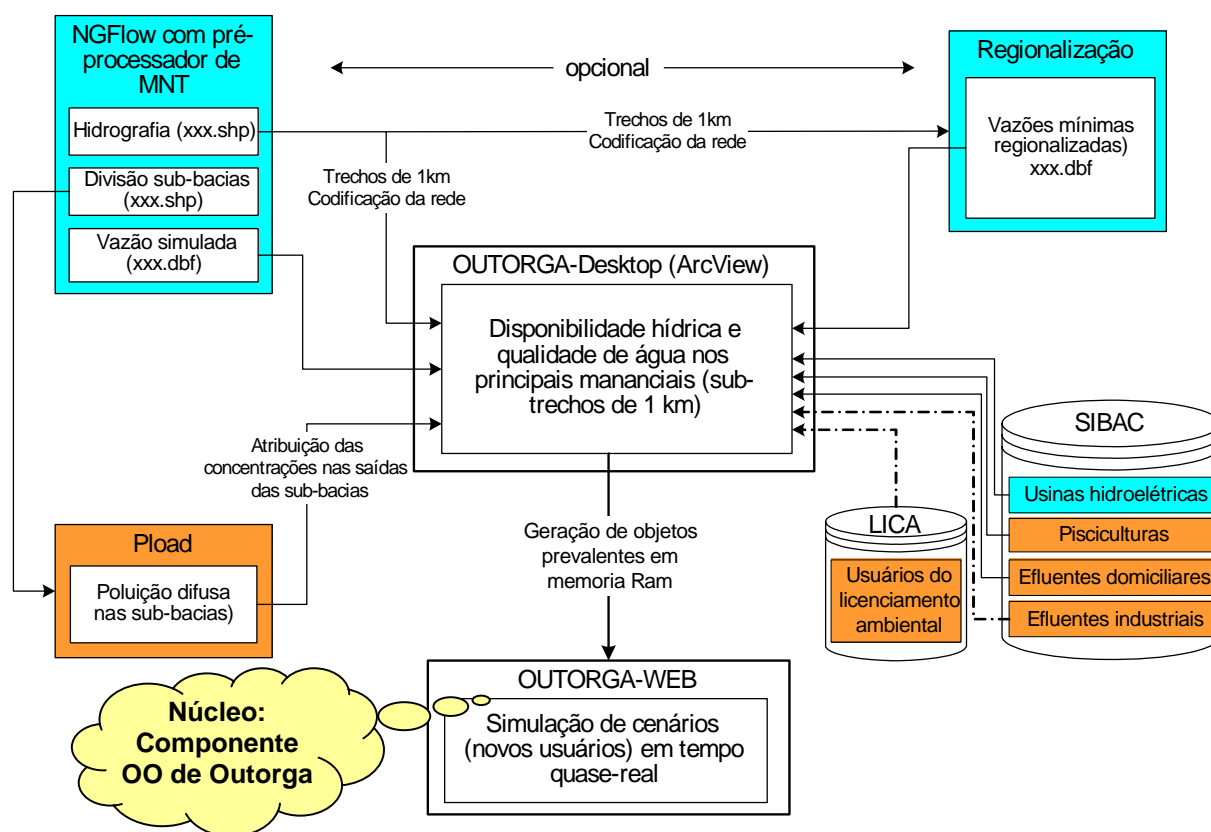 NGFlow com pré-
processador de
MNT
Hidrografia (xxx.shp)
Divisão sub-bacias
(xxx.shp)
Vazão simulada
(xxx.dbf)
opcional
Regionalização
Vazões mínimas
regionalizadas)
xxx.dbf
Trechos de 1km
Codificação da rede
Trechos de 1km
Codificação da rede
OUTORGA-Desktop (ArcView)
Disponibilidade hídrica e
qualidade de água nos
principais mananciais (sub-
trechos de 1 km)
Atribuição das
concentrações nas saídas
das sub-bacias
Pload
Poluição difusa
nas sub-bacias)
Geração de objetos
prevalentes em
memoria Ram
LICA
Usuários do
licenciamento
ambiental
SIBAC
Usinas hidroelétricas
Pisciculturas
Efluentes domiciliares
Efluentes industriais
OUTORGA-WEB
Simulação de cenários
(novos usuários) em tempo
quase-real
Núcleo:
Componente
OO de Outorga